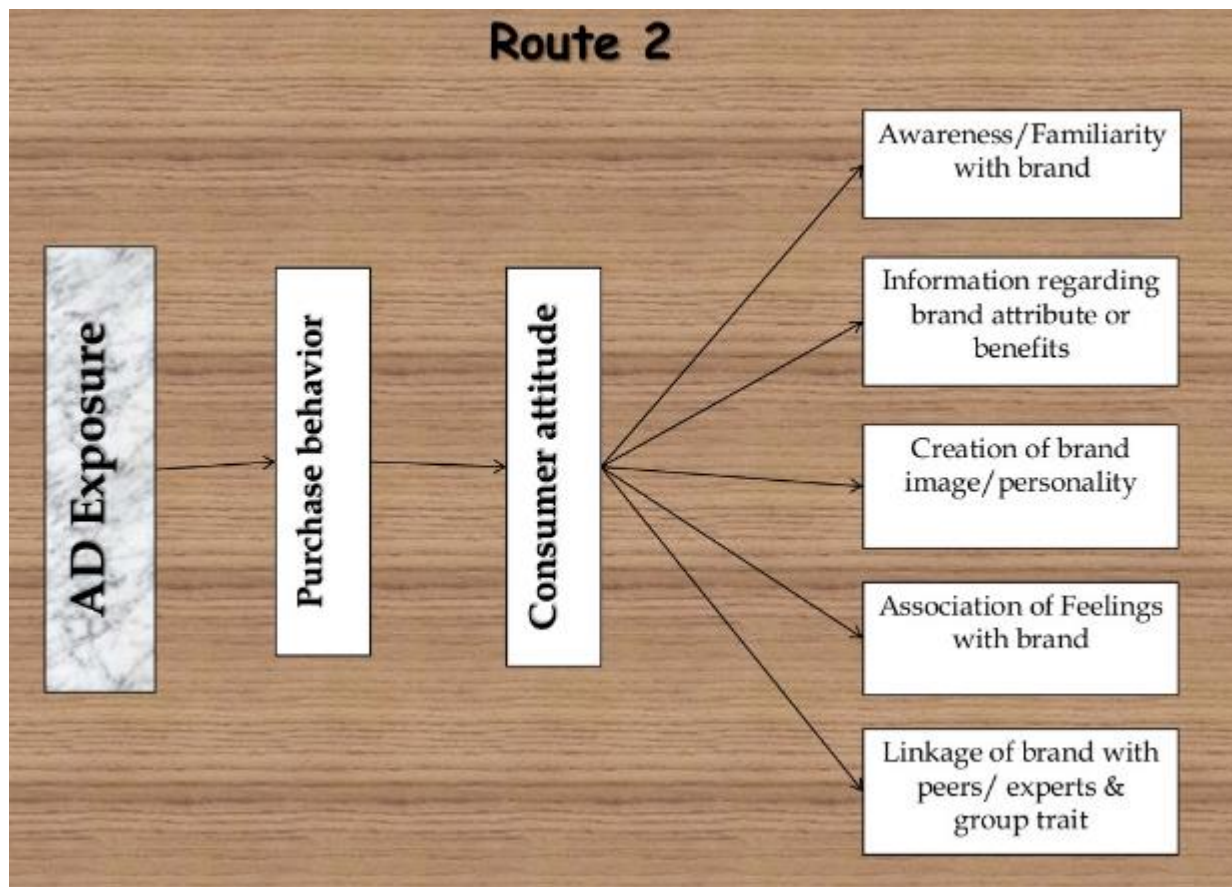 Route 2
AD Exposure
Purchase behavior
Consumer attitude
Awareness/Familiarity
with brand
Information regarding
brand attribute or
benefits
Creation of brand
image/personality
Association of Feelings
with brand
Linkage of brand with
peers/ experts &
group trait